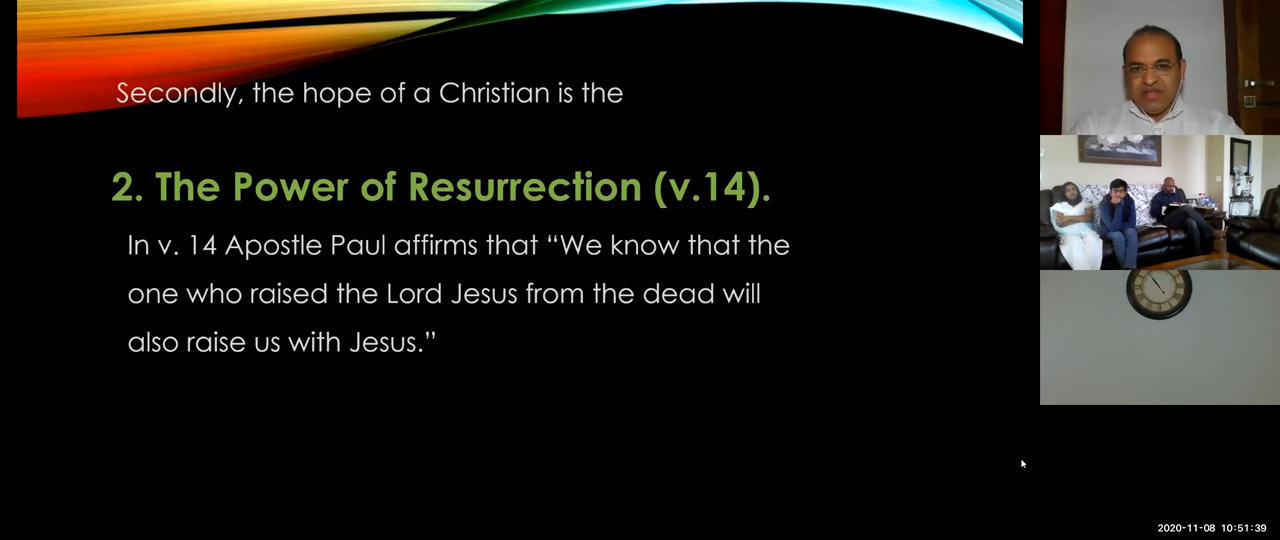 Secondly, the hope of a Christian is the
2. The Power of Resurrection (v.14).
In v. 14 Apostle Paul affirms that “We know that the
one who raised the Lord Jesus from the dead will
also raise us with Jesus.”
2020-11-08 10:51:39